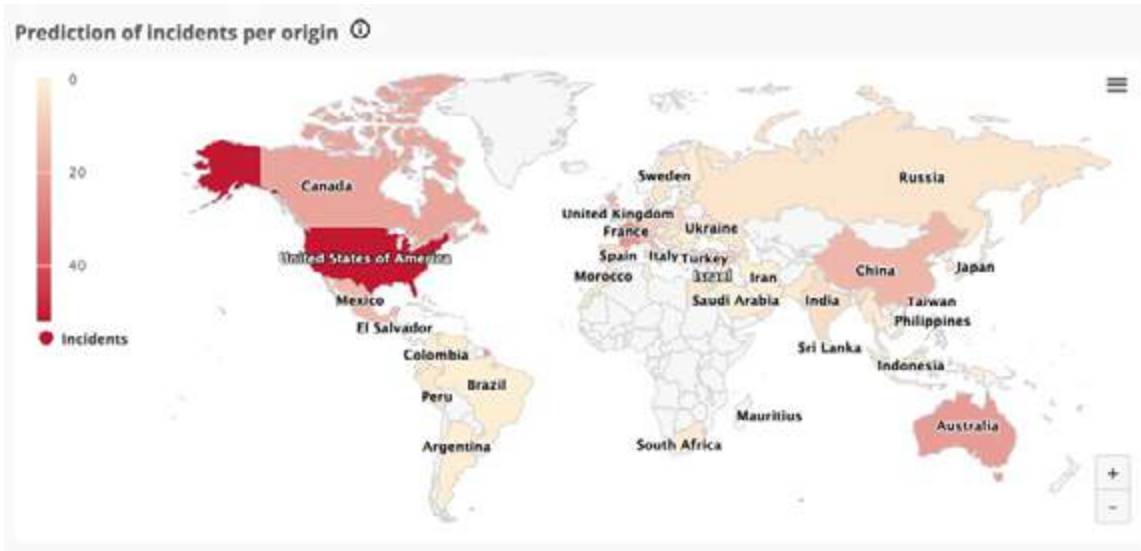 Prediction of incidents per origin
0
20
40
Incidents
Canada
United States of America
Mexico
El Salvador
Colombia
Brazil
Peru
Argentina
Sweden
Russia
United Kingdom
France
Ukraine
Spain
Italy
Turkey
Morocco
Israel
Iran
China
Japan
Saudi Arabia
India
Taiwan
Philippines
Sri Lanka
Indonesia
Mauritius
South Africa
Australia
+
-